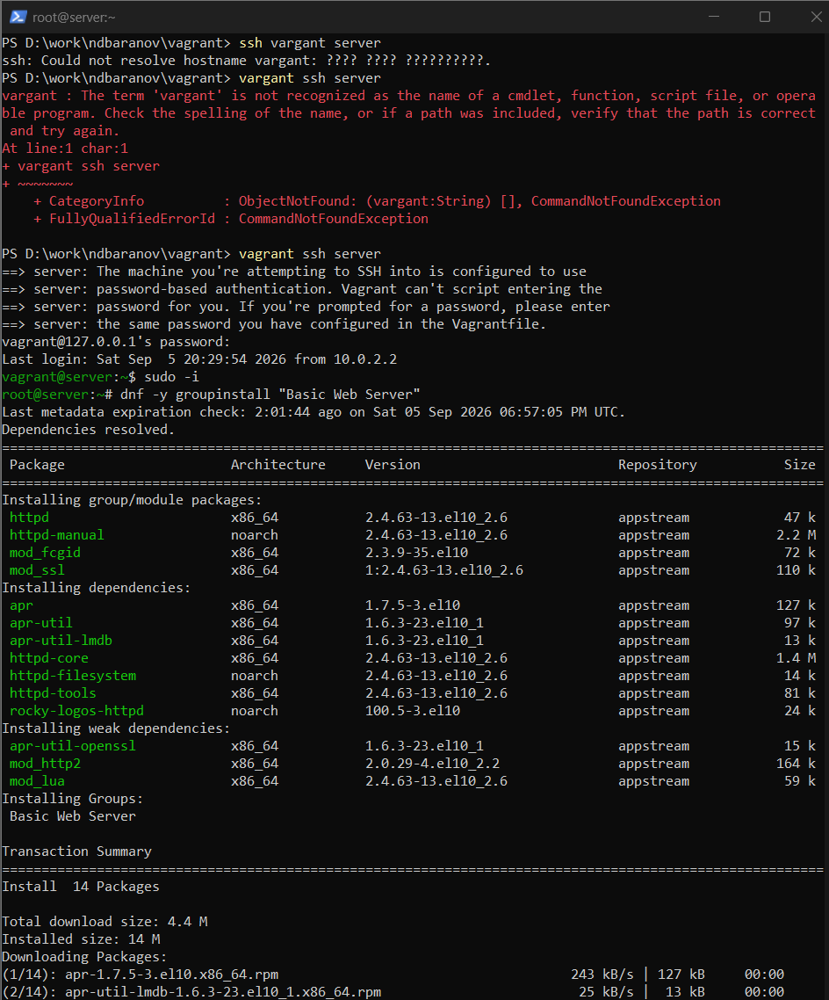 root@server:~
PS D:\work\ndbaranov\vagrant> ssh vargant server
ssh: Could not resolve hostname vargant: ???? ???? ??????????.
PS D:\work\ndbaranov\vagrant> vargant ssh server
vargant : The term 'vargant' is not recognized as the name of a cmdlet, function, script file, or opera
ble program. Check the spelling of the name, or if a path was included, verify that the path is correct
 and try again.
At line:1 char:1
+ vargant ssh server
+ ~~~~~~~
    + CategoryInfo          : ObjectNotFound: (vargant:String) [], CommandNotFoundException
    + FullyQualifiedErrorId : CommandNotFoundException

PS D:\work\ndbaranov\vagrant> vagrant ssh server
==> server: The machine you're attempting to SSH into is configured to use
==> server: password-based authentication. Vagrant can't script entering the
==> server: password for you. If you're prompted for a password, please enter
==> server: the same password you have configured in the Vagrantfile.
vagrant@127.0.0.1's password:
Last login: Sat Sep  5 20:29:54 2026 from 10.0.2.2
vagrant@server:~$ sudo -i
root@server:~# dnf -y groupinstall "Basic Web Server"
Last metadata expiration check: 2:01:44 ago on Sat 05 Sep 2026 06:57:05 PM UTC.
Dependencies resolved.
========================================================================================================
 Package                     Architecture     Version                         Repository           Size
========================================================================================================
Installing group/module packages:
 httpd                       x86_64           2.4.63-13.el10_2.6              appstream            47 k
 httpd-manual                noarch           2.4.63-13.el10_2.6              appstream           2.2 M
 mod_fcgid                   x86_64           2.3.9-35.el10                   appstream            72 k
 mod_ssl                     x86_64           1:2.4.63-13.el10_2.6            appstream           110 k
Installing dependencies:
 apr                         x86_64           1.7.5-3.el10                    appstream           127 k
 apr-util                    x86_64           1.6.3-23.el10_1                 appstream            97 k
 apr-util-lmdb               x86_64           1.6.3-23.el10_1                 appstream            13 k
 httpd-core                  x86_64           2.4.63-13.el10_2.6              appstream           1.4 M
 httpd-filesystem            noarch           2.4.63-13.el10_2.6              appstream            14 k
 httpd-tools                 x86_64           2.4.63-13.el10_2.6              appstream            81 k
 rocky-logos-httpd           noarch           100.5-3.el10                    appstream            24 k
Installing weak dependencies:
 apr-util-openssl            x86_64           1.6.3-23.el10_1                 appstream            15 k
 mod_http2                   x86_64           2.0.29-4.el10_2.2               appstream           164 k
 mod_lua                     x86_64           2.4.63-13.el10_2.6              appstream            59 k
Installing Groups:
 Basic Web Server

Transaction Summary
========================================================================================================
Install  14 Packages

Total download size: 4.4 M
Installed size: 14 M
Downloading Packages:
(1/14): apr-1.7.5-3.el10.x86_64.rpm                                     243 kB/s | 127 kB     00:00
(2/14): apr-util-lmdb-1.6.3-23.el10_1.x86_64.rpm                         25 kB/s |  13 kB     00:00